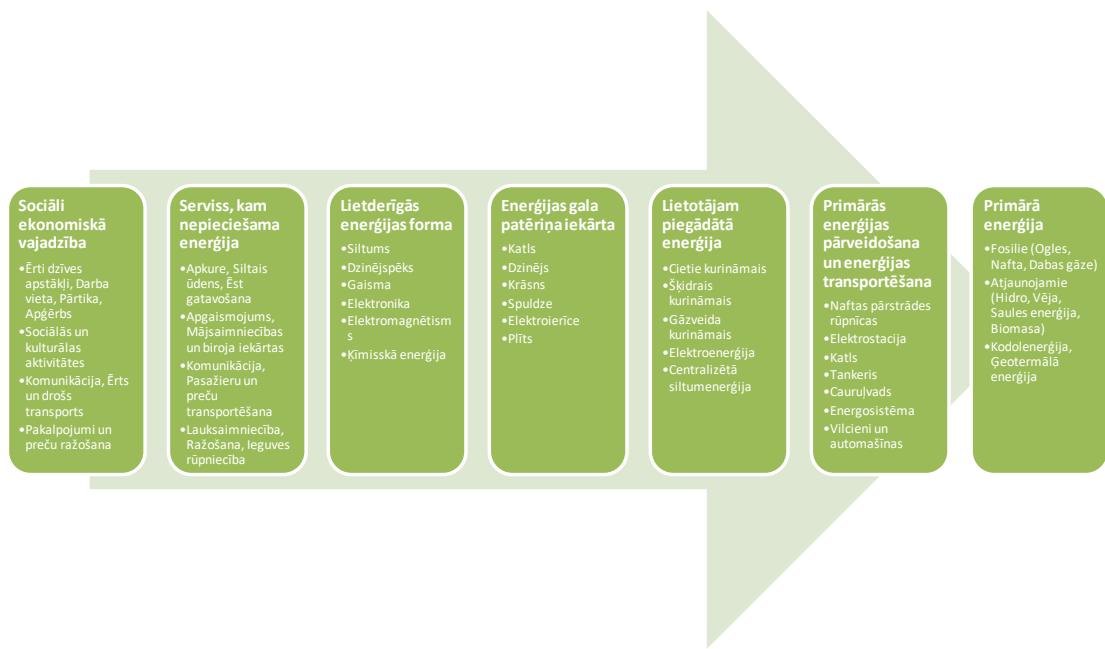 Sociāli
ekonomiskā
vajadzība
•Ērti dzīves
apstākļi, Darba
vieta, Pārtika,
Apģērbs
•Sociālās un
kulturālas
aktivitātes
•Komunikācija, Ērts
un drošs
transports
•Pakalpojumi un
preču ražošana
Serviss, kam
nepieciešama
enerģija
•Apkure, Siltais
ūdens, Ēst
gatavošana
•Apgaismojums,
Mājsaimniecības
un biroja iekārtas
•Komunikācija,
Pasažieru un
preču
transportēšana
•Lauksaimniecība,
Ražošana, Ieguves
rūpniecība
Lietderīgās
enerģijas forma
•Siltums
•Dzinējspēks
•Gaisma
•Elektronika
•Elektromagnētism
s
•Ķīmisskā enerģija
Enerģijas gala
patēriņa iekārta
•Katls
•Dzinējs
•Krāsns
•Spuldze
•Elektroierīce
•Plīts
Lietotājam
piegādātā
enerģija
•Cietie kurināmais
•Šķidrais
kurināmais
•Gāzveida
kurināmais
•Elektroenerģija
•Centralizētā
siltumenerģija
Primārās
enerģijas
pārveidošana
un enerģijas
transportēšana
•Naftas pārstrādes
rūpnīcas
•Elektrostacija
•Katls
•Tankeris
•Cauruļvads
•Energosistēma
•Vilcieni un
automašīnas
Primārā
enerģija
•Fosilie (Ogles,
Nafta, Dabas gāze)
•Atjaunojamie
(Hidro, Vēja,
Saules enerģija,
Biomasa)
•Kodolenerģija,
Ģeotermālā
enerģija